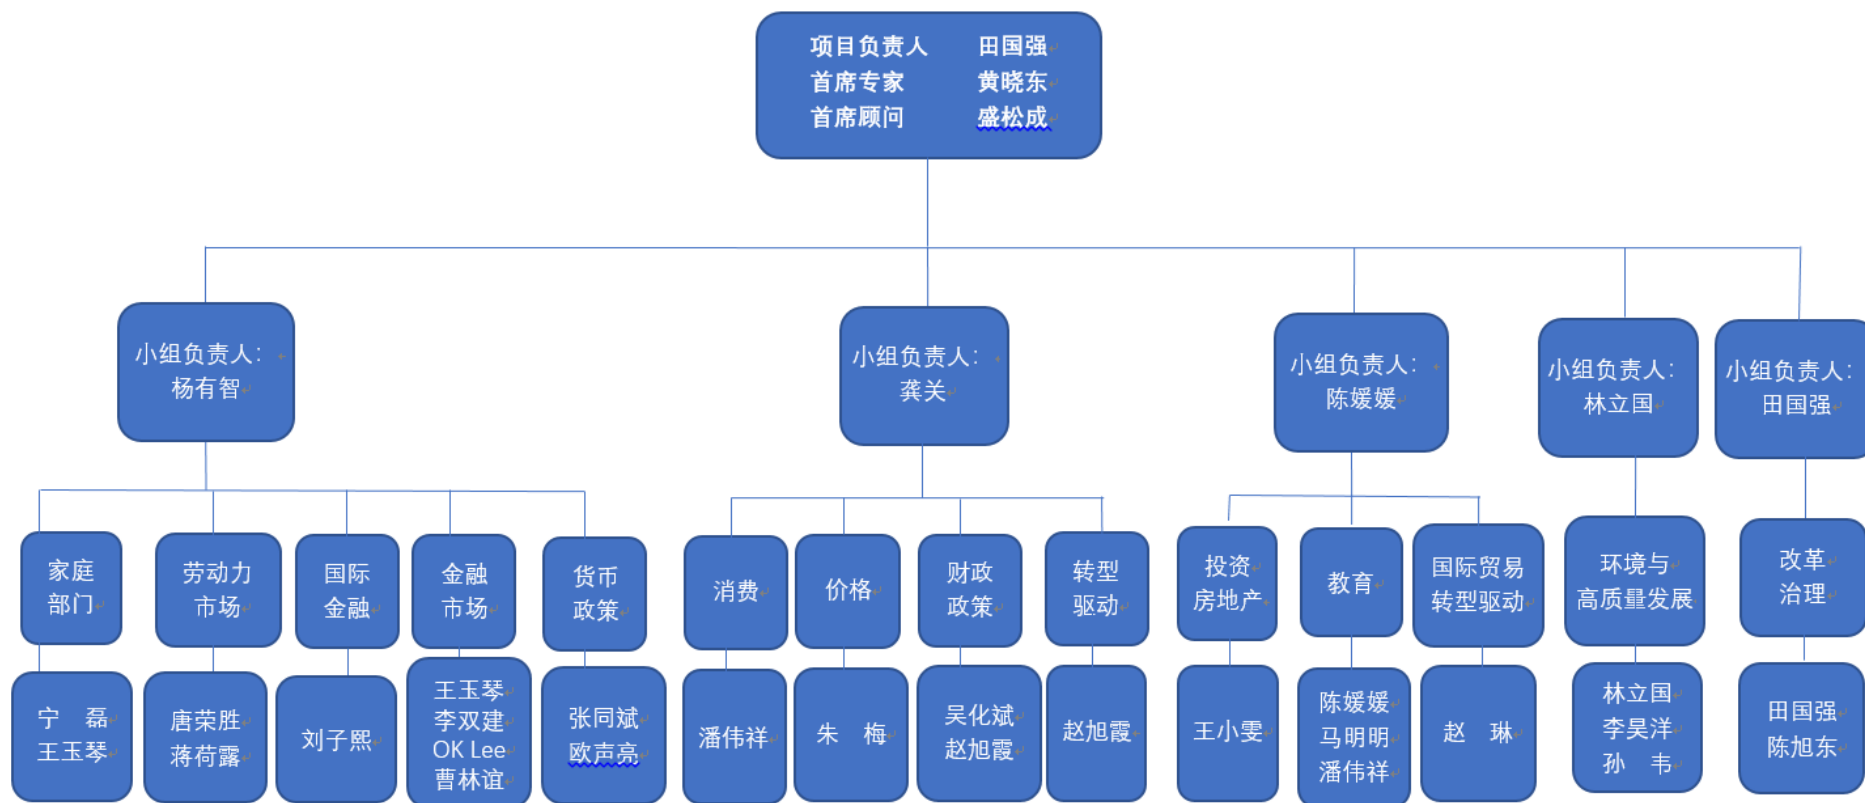 项目负责人 田国强
首席专家 黄晓东
首席顾问 盛松成
小组负责人：
杨有智
小组负责人：
龚关
小组负责人：
陈媛媛
小组负责人：
林立国
小组负责人：
田国强
家庭
部门
劳动力
市场
国际
金融
金融
市场
货币
政策
消费
价格
财政
政策
转型
驱动
投资
房地产
教育
国际贸易
转型驱动
环境与
高质量发展
改革
治理
宁 磊
王玉琴
唐荣胜
蒋荷露
刘子熙
王玉琴
李双建
OK Lee
曹林谊
张同斌
欧声亮
潘伟祥
朱 梅
吴化斌
赵旭霞
赵旭霞
王小雯
陈媛媛
马明明
潘伟祥
赵 琳
林立国
李昊洋
孙 韦
田国强
陈旭东